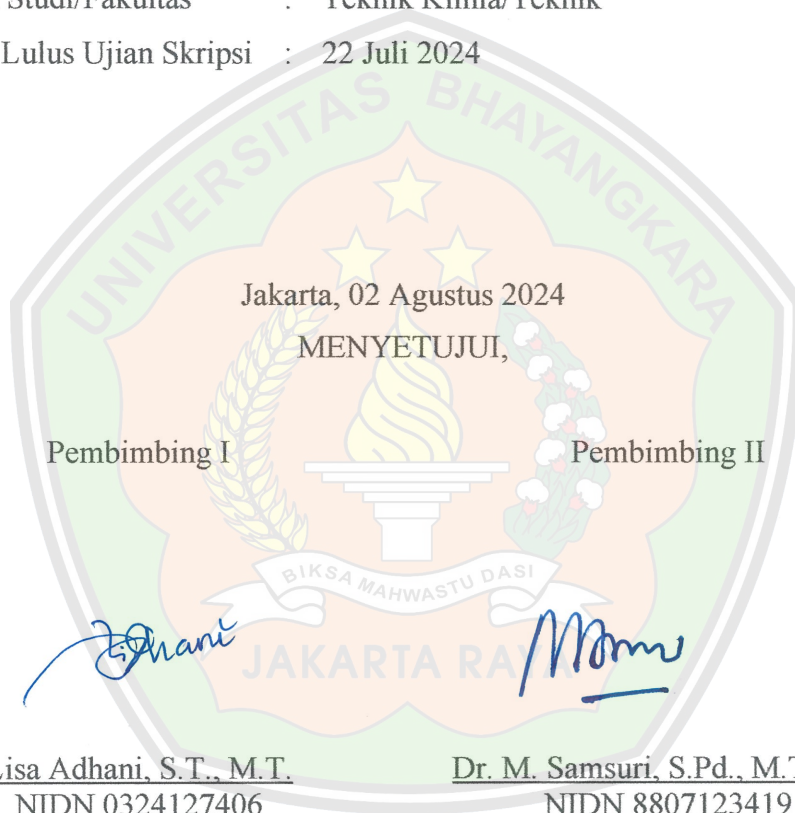 Studi/Fakultas : Teknik Kimia/Teknik
Lulus Ujian Skripsi : 22 Juli 2024
UNIVERSITAS BHAYANGKARA
Jakarta, 02 Agustus 2024
MENYETUJUI,
Pembimbing I Pembimbing II
BIKSA MAHWASTU DASI
JAKARTA RAYA
Lisa Adhani, S.T., M.T. Dr. M. Samsuri, S.Pd., M.T
NIDN 0324127406 NIDN 8807123419